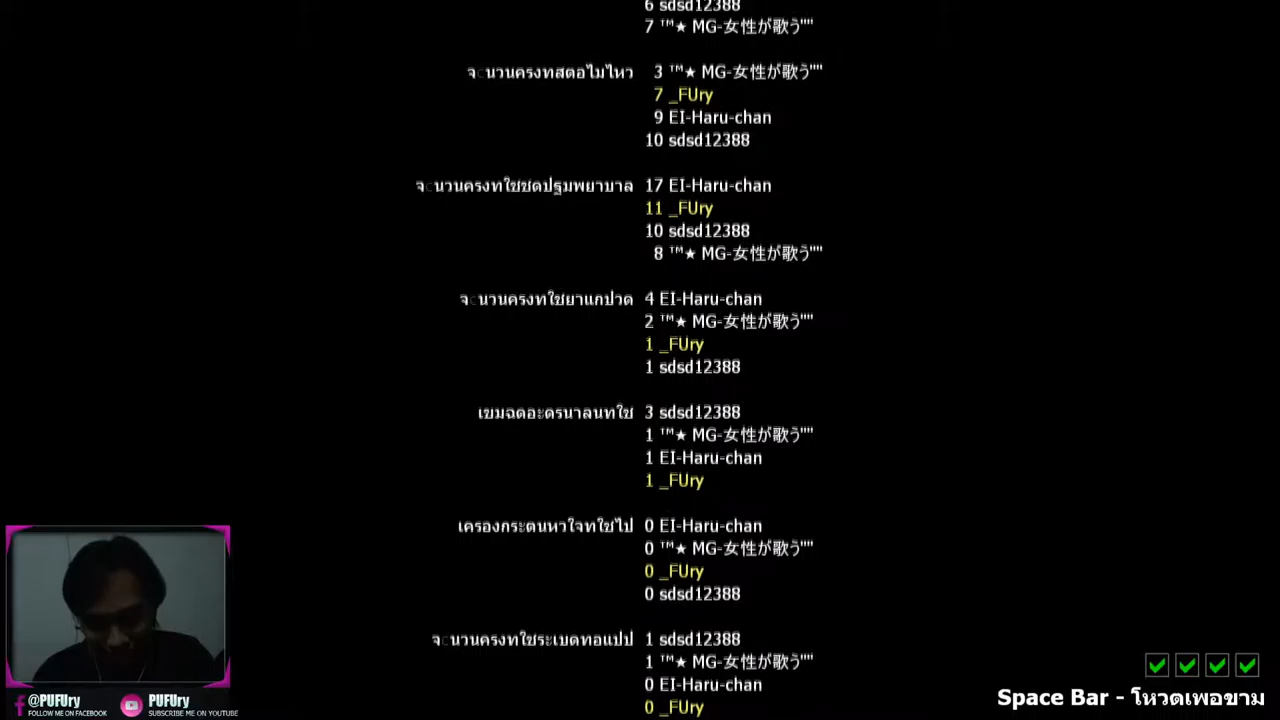 6 sdsd12388
7 ™★ MG-女性が歌う""
จำนวนครงทสตอไมไหว 3 ™★ MG-女性が歌う""
7 _FUry
9 EI-Haru-chan
10 sdsd12388
จำนวนครงทใชชดปฐมพยาบาล 17 EI-Haru-chan
11 _FUry
10 sdsd12388
8 ™★ MG-女性が歌う""
จำนวนครงทใชยาแกปวด 4 EI-Haru-chan
2 ™★ MG-女性が歌う""
1 _FUry
1 sdsd12388
เขมฉดอะดรนาลนทใช 3 sdsd12388
1 ™★ MG-女性が歌う""
1 EI-Haru-chan
1 _FUry
เครองกระตนหวใจทใชไป 0 EI-Haru-chan
0 ™★ MG-女性が歌う""
0 _FUry
0 sdsd12388
จำนวนครงทใชระเบดทอแปป 1 sdsd12388
1 ™★ MG-女性が歌う""
0 EI-Haru-chan
0 _FUry
@PUFUry
FOLLOW ME ON FACEBOOK
PUFUry
SUBSCRIBE ME ON YOUTUBE
Space Bar - โหวดเพอขาม